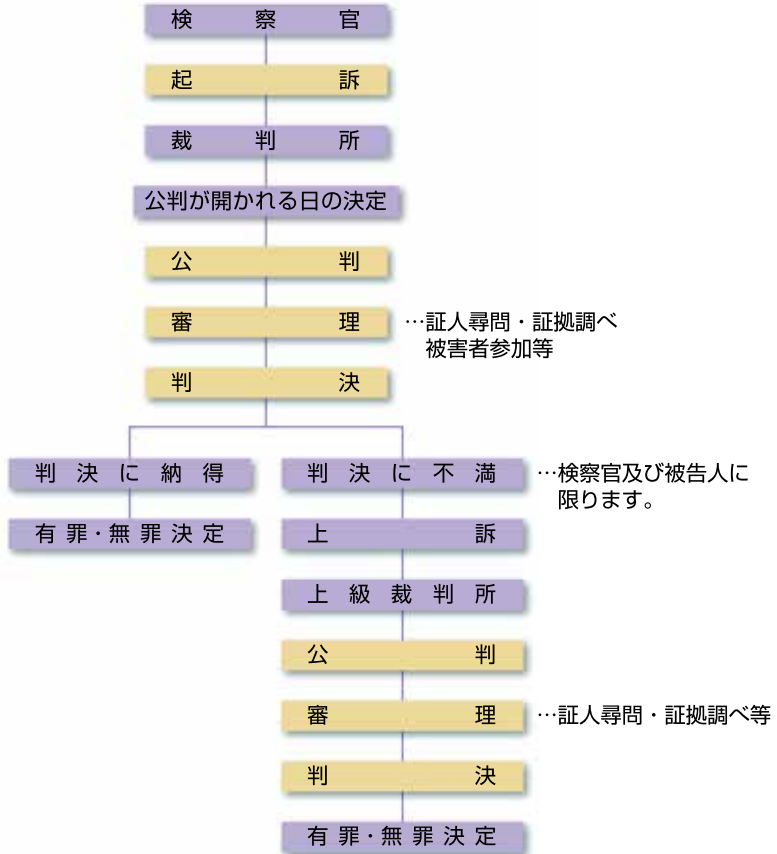 検察官
起訴
裁判所
公判が開かれる日の決定
公判
審理
…証人尋問・証拠調べ
被害者参加等
判決
判決に納得
判決に不満
…検察官及び被告人に
限ります。
有罪・無罪決定
上訴
上級裁判所
公判
審理
…証人尋問・証拠調べ等
判決
有罪・無罪決定